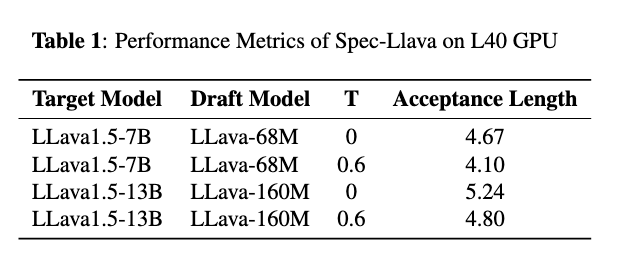 Table 1: Performance Metrics of Spec-Llava on L40 GPU
Target Model Draft Model T Acceptance Length
LLava1.5-7B LLava-68M 0 4.67
LLava1.5-7B LLava-68M 0.6 4.10
LLava1.5-13B LLava-160M 0 5.24
LLava1.5-13B LLava-160M 0.6 4.80